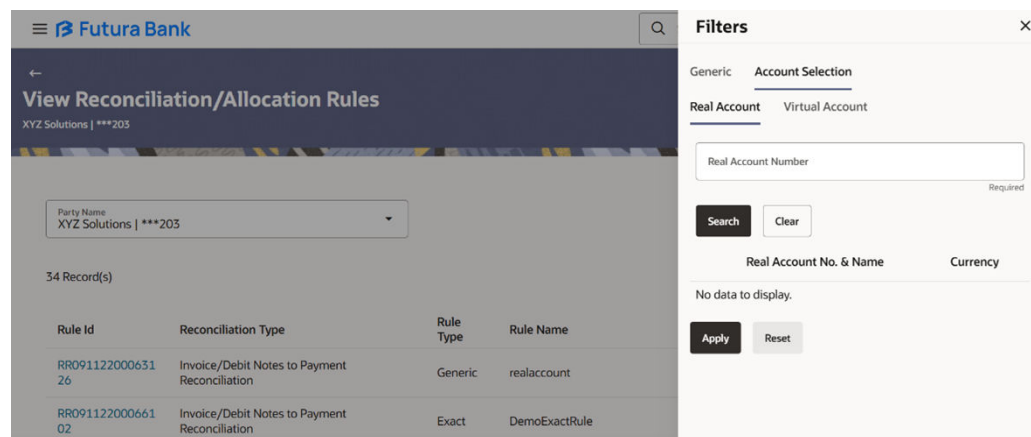 Futura Bank
View Reconciliation/Allocation Rules
XYZ Solutions | ***203
Party Name
XYZ Solutions | ***203
34 Record(s)
Rule Id Reconciliation Type Rule Type Rule Name
RR091122000631
26
Invoice/Debit Notes to Payment
Reconciliation
Generic
realaccount
RR091122000661
02
Invoice/Debit Notes to Payment
Reconciliation
Exact
DemoExactRule
Filters
Generic Account Selection
Real Account Virtual Account
Real Account Number
Required
Search Clear
Real Account No. & Name Currency
No data to display.
Apply Reset